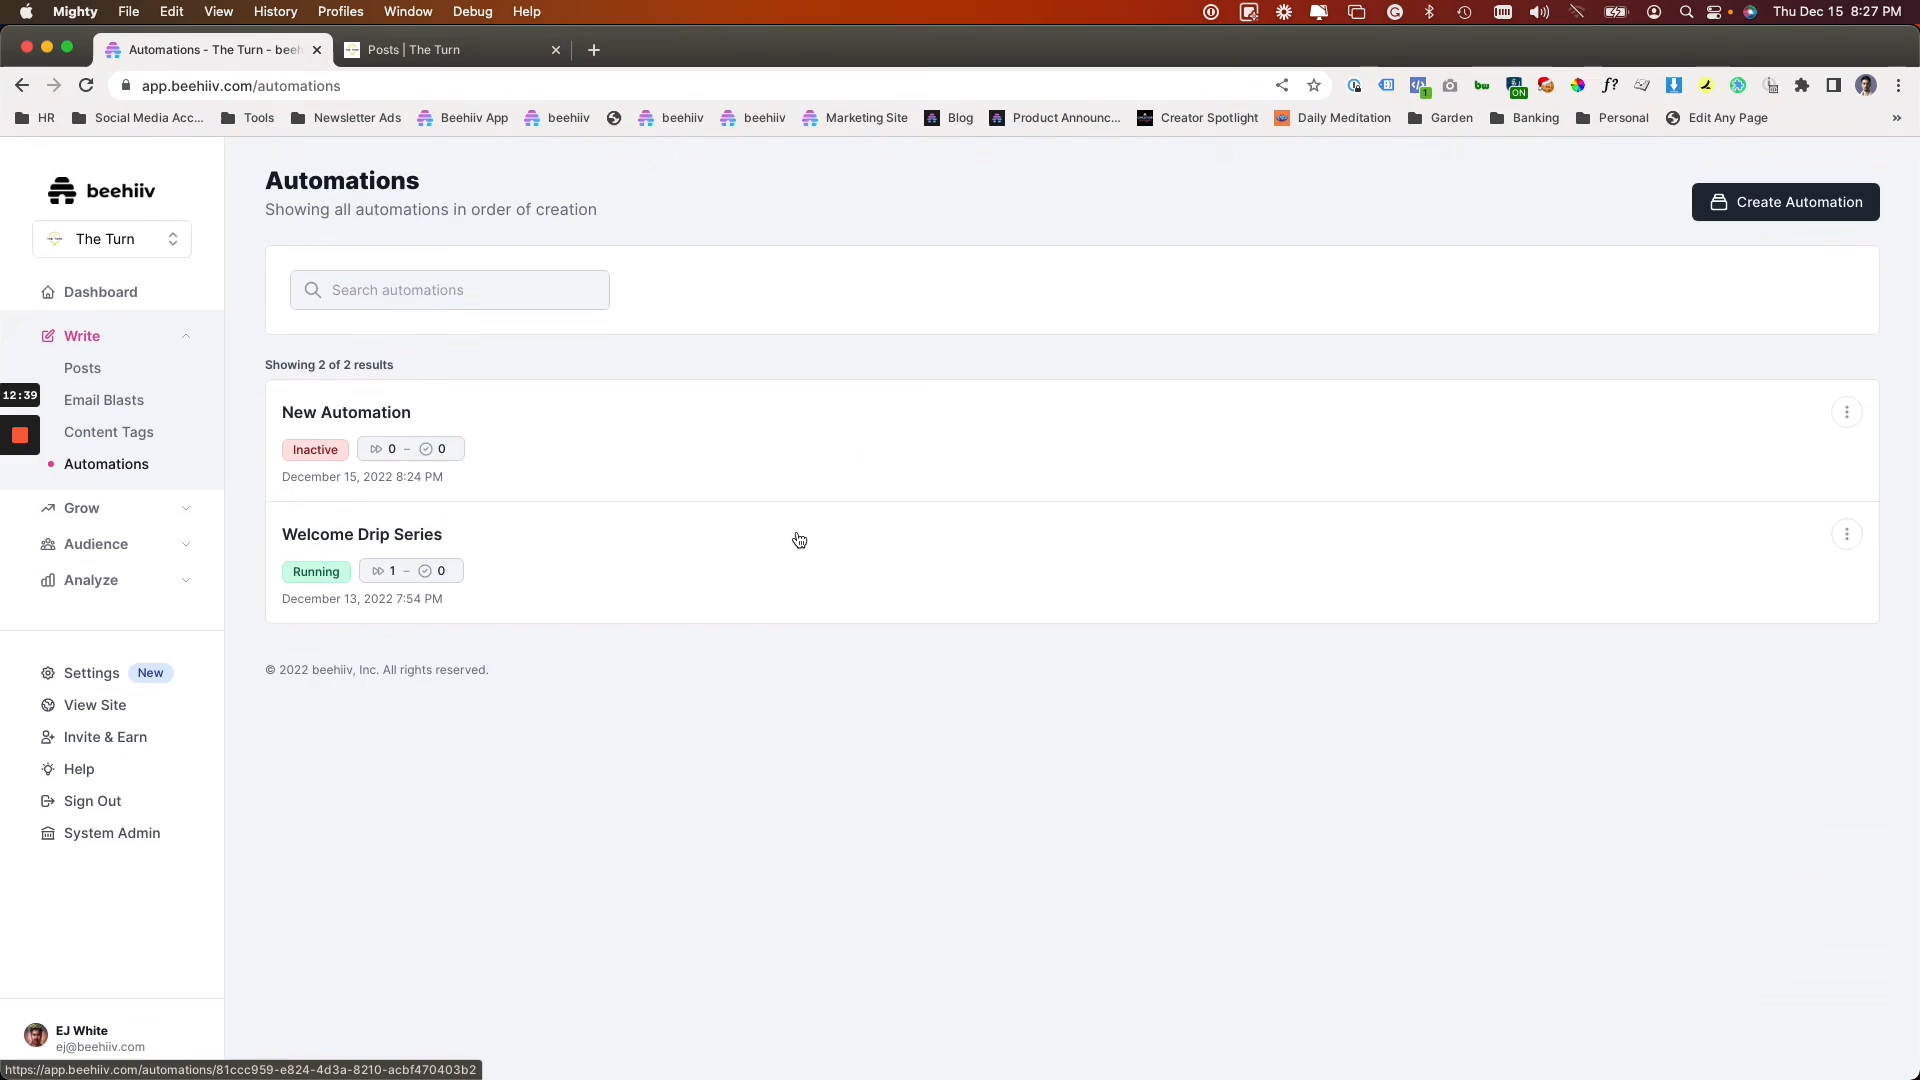 Mighty File Edit View History Profiles Window Debug Help Thu Dec 15 8:27 PM
Automations - The Turn - beeh Posts | The Turn
app.beehiiv.com/automations
HR Social Media Acc... Tools Newsletter Ads Beehiiv App beehiiv beehiiv beehiiv Marketing Site Blog Product Announc... Creator Spotlight Daily Meditation Garden Banking Personal Edit Any Page »
beehiiv
The Turn
Dashboard
Write
Posts
12:39
Email Blasts
Content Tags
Automations
Grow
Audience
Analyze
Settings New
View Site
Invite & Earn
Help
Sign Out
System Admin
EJ White
ej@beehiiv.com
Automations
Showing all automations in order of creation
Create Automation
Search automations
Showing 2 of 2 results
New Automation
Inactive 0 – 0
December 15, 2022 8:24 PM
Welcome Drip Series
Running 1 – 0
December 13, 2022 7:54 PM
© 2022 beehiiv, Inc. All rights reserved.
https://app.beehiiv.com/automations/81ccc959-e824-4d3a-8210-acbf470403b2